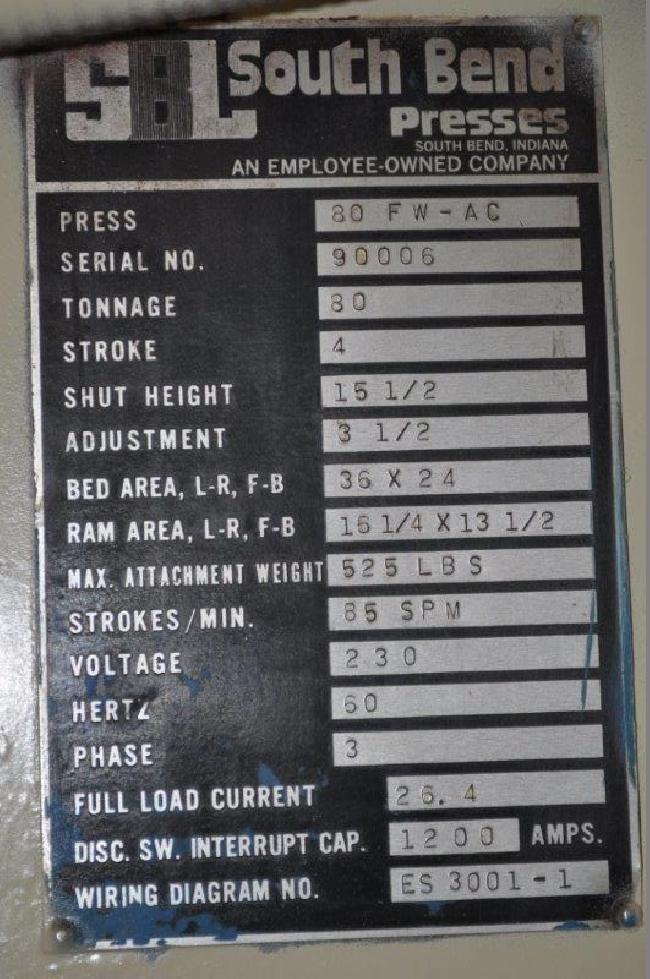 SBL South Bend
Presses
SOUTH BEND, INDIANA
AN EMPLOYEE-OWNED COMPANY
PRESS 80 FW-AC
SERIAL NO. 90006
TONNAGE 80
STROKE 4
SHUT HEIGHT 15 1/2
ADJUSTMENT 3 1/2
BED AREA, L-R, F-B 36 X 24
RAM AREA, L-R, F-B 16 1/4 X 13 1/2
MAX. ATTACHMENT WEIGHT 525 LBS
STROKES/MIN. 85 SPM
VOLTAGE 230
HERTZ 60
PHASE 3
FULL LOAD CURRENT 26.4
DISC. SW. INTERRUPT CAP. 1200 AMPS.
WIRING DIAGRAM NO. ES 3001-1